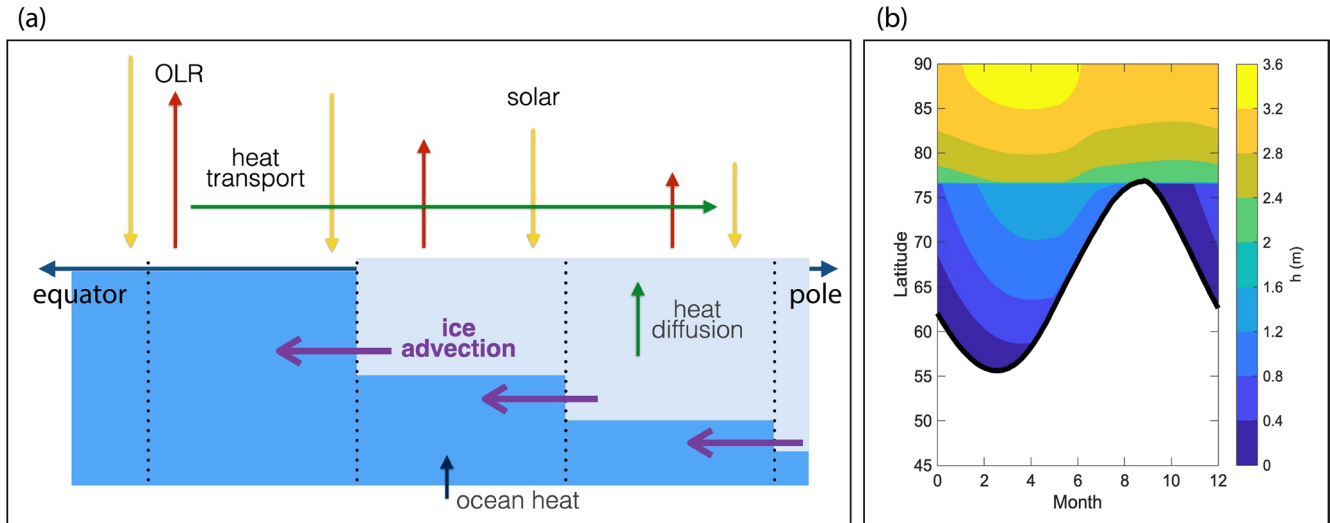 (a)
OLR
solar
heat
transport
equator
pole
ice
advection
heat
diffusion
ocean heat
(b)
90
85
80
75
70
65
60
55
50
45
Latitude
0 2 4 6 8 10 12
Month
3.6
3.2
2.8
2.4
2
1.6
1.2
0.8
0.4
0
h (m)